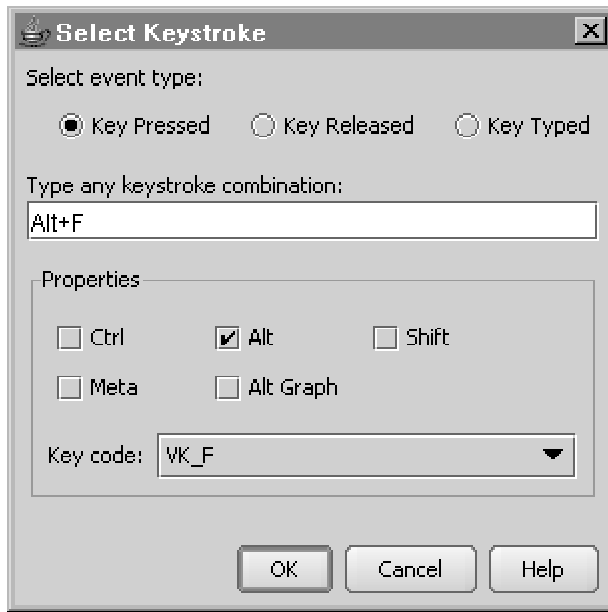 Select Keystroke
Select event type:
Key Pressed Key Released Key Typed
Type any keystroke combination:
Alt+F
Properties
Ctrl Alt Shift
Meta Alt Graph
Key code: VK_F
OK Cancel Help